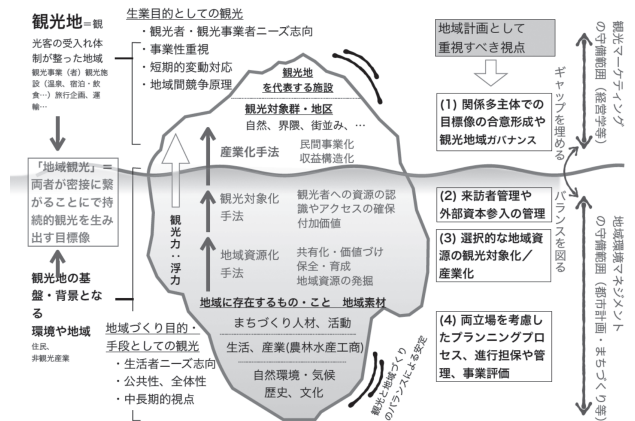 観光地=観
光客の受入れ体
制が整った地域
観光事業（者）観光施
設（温泉、宿泊・飲
食…）旅行企画、運
輸…
「地域観光」＝
両者が密接に繋
がることにで持
続的観光を生み
出す目標像
観光地の基
盤・背景とな
る
環境や地域
住民、
非観光産業
生業目的としての観光
・観光者・観光事業者ニーズ志向
・事業性重視
・短期的変動対応
・地域間競争原理
地域づくり目的・
手段としての観光
・生活者ニーズ志向
・公共性、全体性
・中長期的視点
観光地
を代表する施設
観光対象群・地区
自然、界隈、街並み、…
産業化手法
民間事業化
収益構造化
観光力：浮力
観光対象化
手法
観光者への資源の認
識やアクセスの確保
付加価値
地域資源化
手法
共有化・価値づけ
保全・育成
地域資源の発掘
地域に存在するもの・こと　地域素材
まちづくり人材、活動
生活、産業(農林水産工商)
自然環境・気候
歴史、文化
観光と地域づくり
のバランスによる安定
地域計画として
重視すべき視点
(1) 関係多主体での
目標像の合意形成や
観光地域ガバナンス
(2) 来訪者管理や
外部資本参入の管理
(3) 選択的な地域資
源の観光対象化／
産業化
(4) 両立場を考慮し
たプランニングプロ
セス、進行担保や管
理、事業評価
ギャップを埋める
バランスを図る
観光マーケティング
の守備範囲（経営学等）
地域環境マネジメント
の守備範囲（都市計画・まちづくり等）